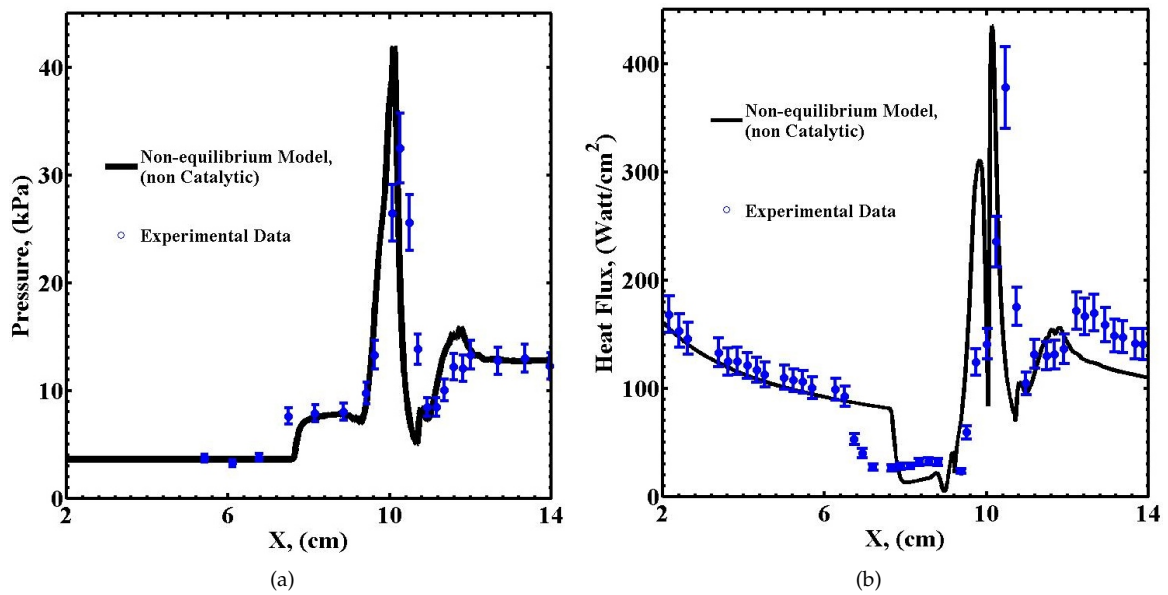 40
30
20
10
0
2
6
10
14
Pressure, (kPa)
X, (cm)
Non-equilibrium Model,
(non Catalytic)
Experimental Data
(a)
400
300
200
100
0
2
6
10
14
Heat Flux, (Watt/cm²)
X, (cm)
Non-equilibrium Model,
(non Catalytic)
Experimental Data
(b)